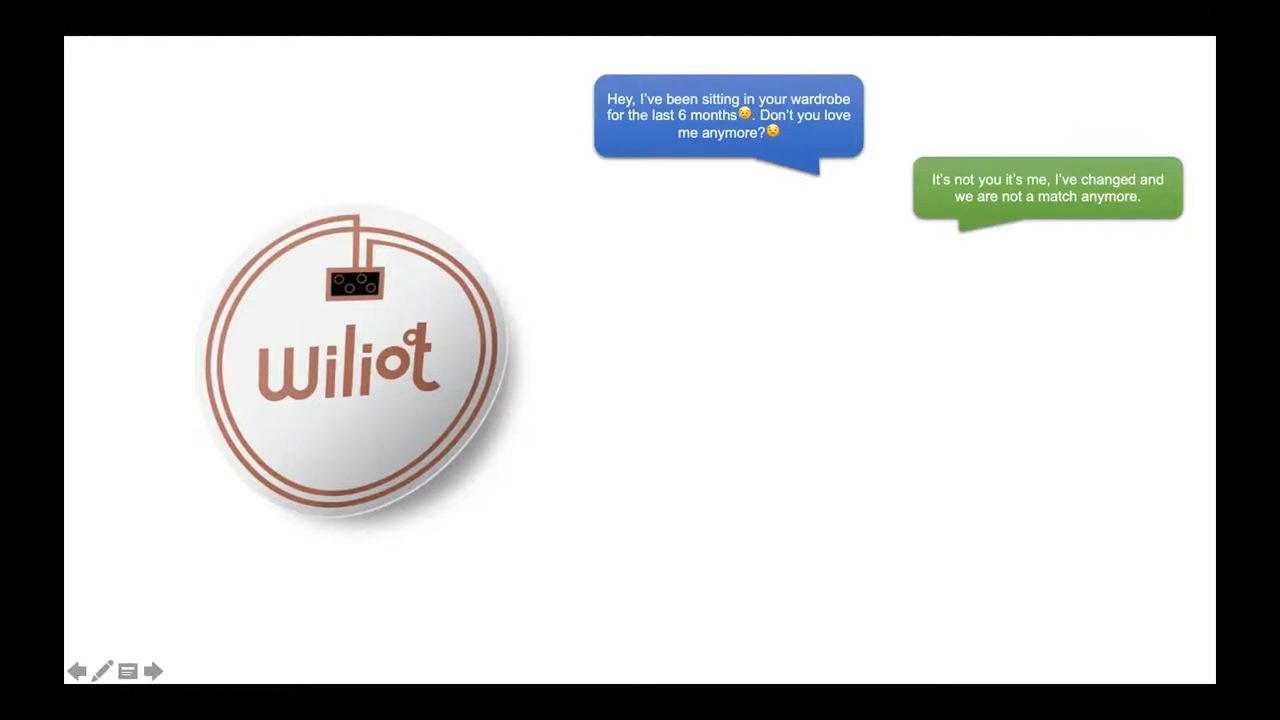 Hey, I've been sitting in your wardrobe
for the last 6 months😥. Don't you love
me anymore?😟
It's not you it's me, I've changed and
we are not a match anymore.
wiliot